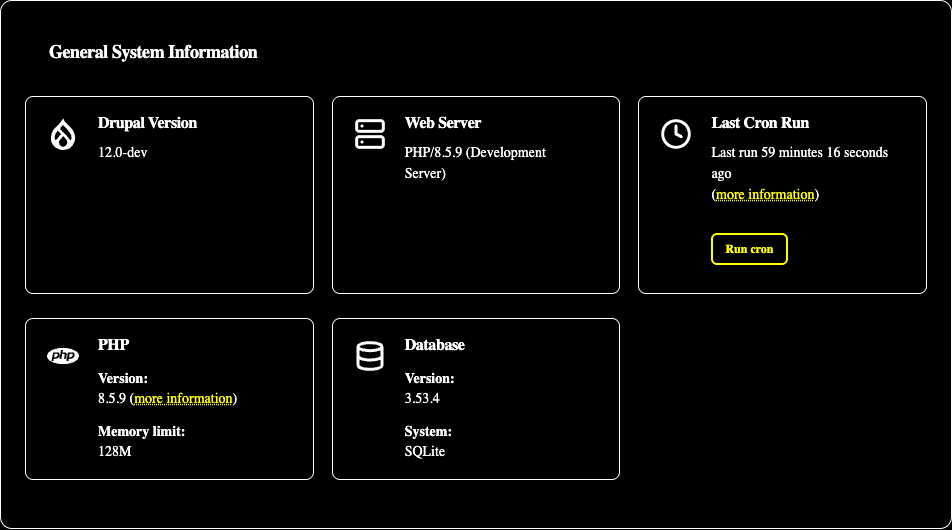 General System Information
Drupal Version
12.0-dev
Web Server
PHP/8.5.9 (Development
Server)
Last Cron Run
Last run 59 minutes 16 seconds
ago
(more information)
Run cron
php
PHP
Version:
8.5.9 (more information)
Memory limit:
128M
Database
Version:
3.53.4
System:
SQLite